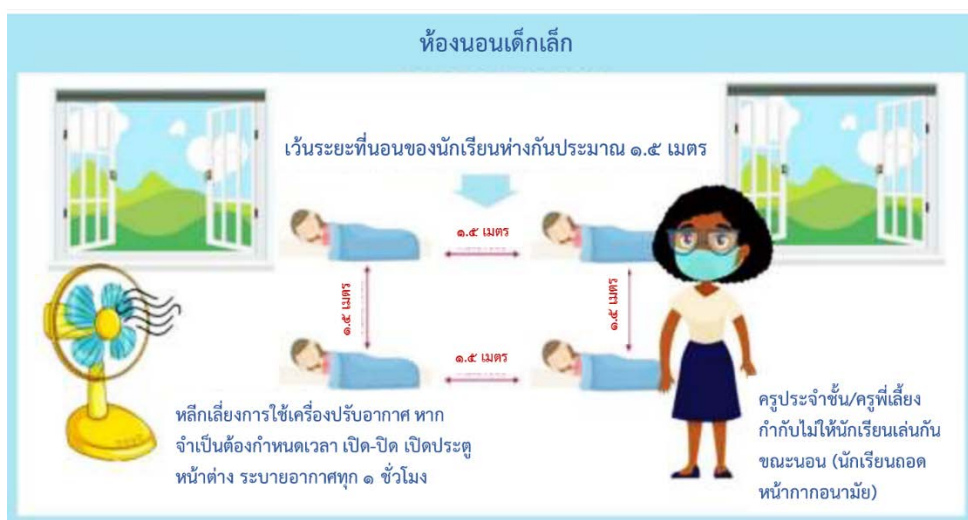 ห้องนอนเด็กเล็ก
เว้นระยะที่นอนของนักเรียนห่างกันประมาณ ๑.๕ เมตร
๑.๕ เมตร
๑.๕ เมตร
๑.๕ เมตร
๑.๕ เมตร
หลีกเลี่ยงการใช้เครื่องปรับอากาศ หาก
จำเป็นต้องกำหนดเวลา เปิด-ปิด เปิดประตู
หน้าต่าง ระบายอากาศทุก ๑ ชั่วโมง
ครูประจำชั้น/ครูพี่เลี้ยง
กำกับไม่ให้นักเรียนเล่นกัน
ขณะนอน (นักเรียนถอด
หน้ากากอนามัย)